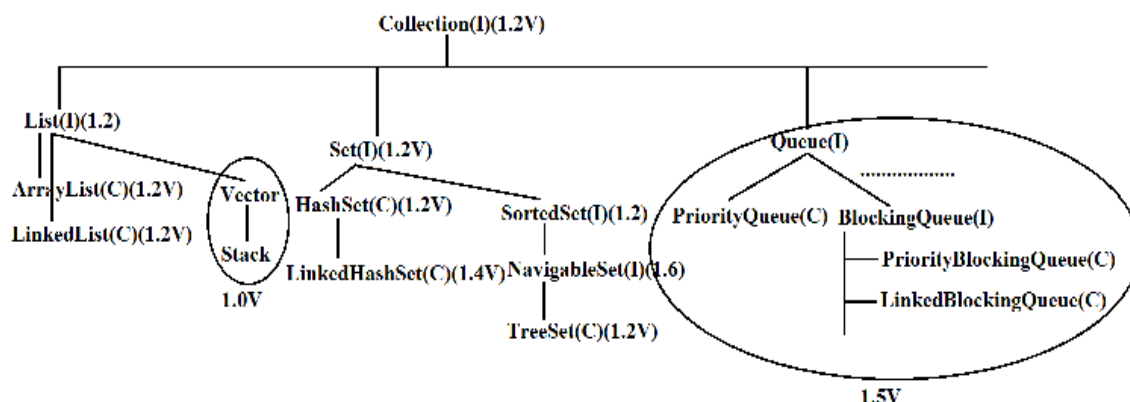 Collection(I)(1.2V)
List(I)(1.2)
ArrayList(C)(1.2V)
LinkedList(C)(1.2V)
Vector
Stack
1.0V
Set(I)(1.2V)
HashSet(C)(1.2V)
LinkedHashSet(C)(1.4V)
SortedSet(I)(1.2)
NavigableSet(I)(1.6)
TreeSet(C)(1.2V)
Queue(I)
...................
PriorityQueue(C)
BlockingQueue(I)
PriorityBlockingQueue(C)
LinkedBlockingQueue(C)
1.5V